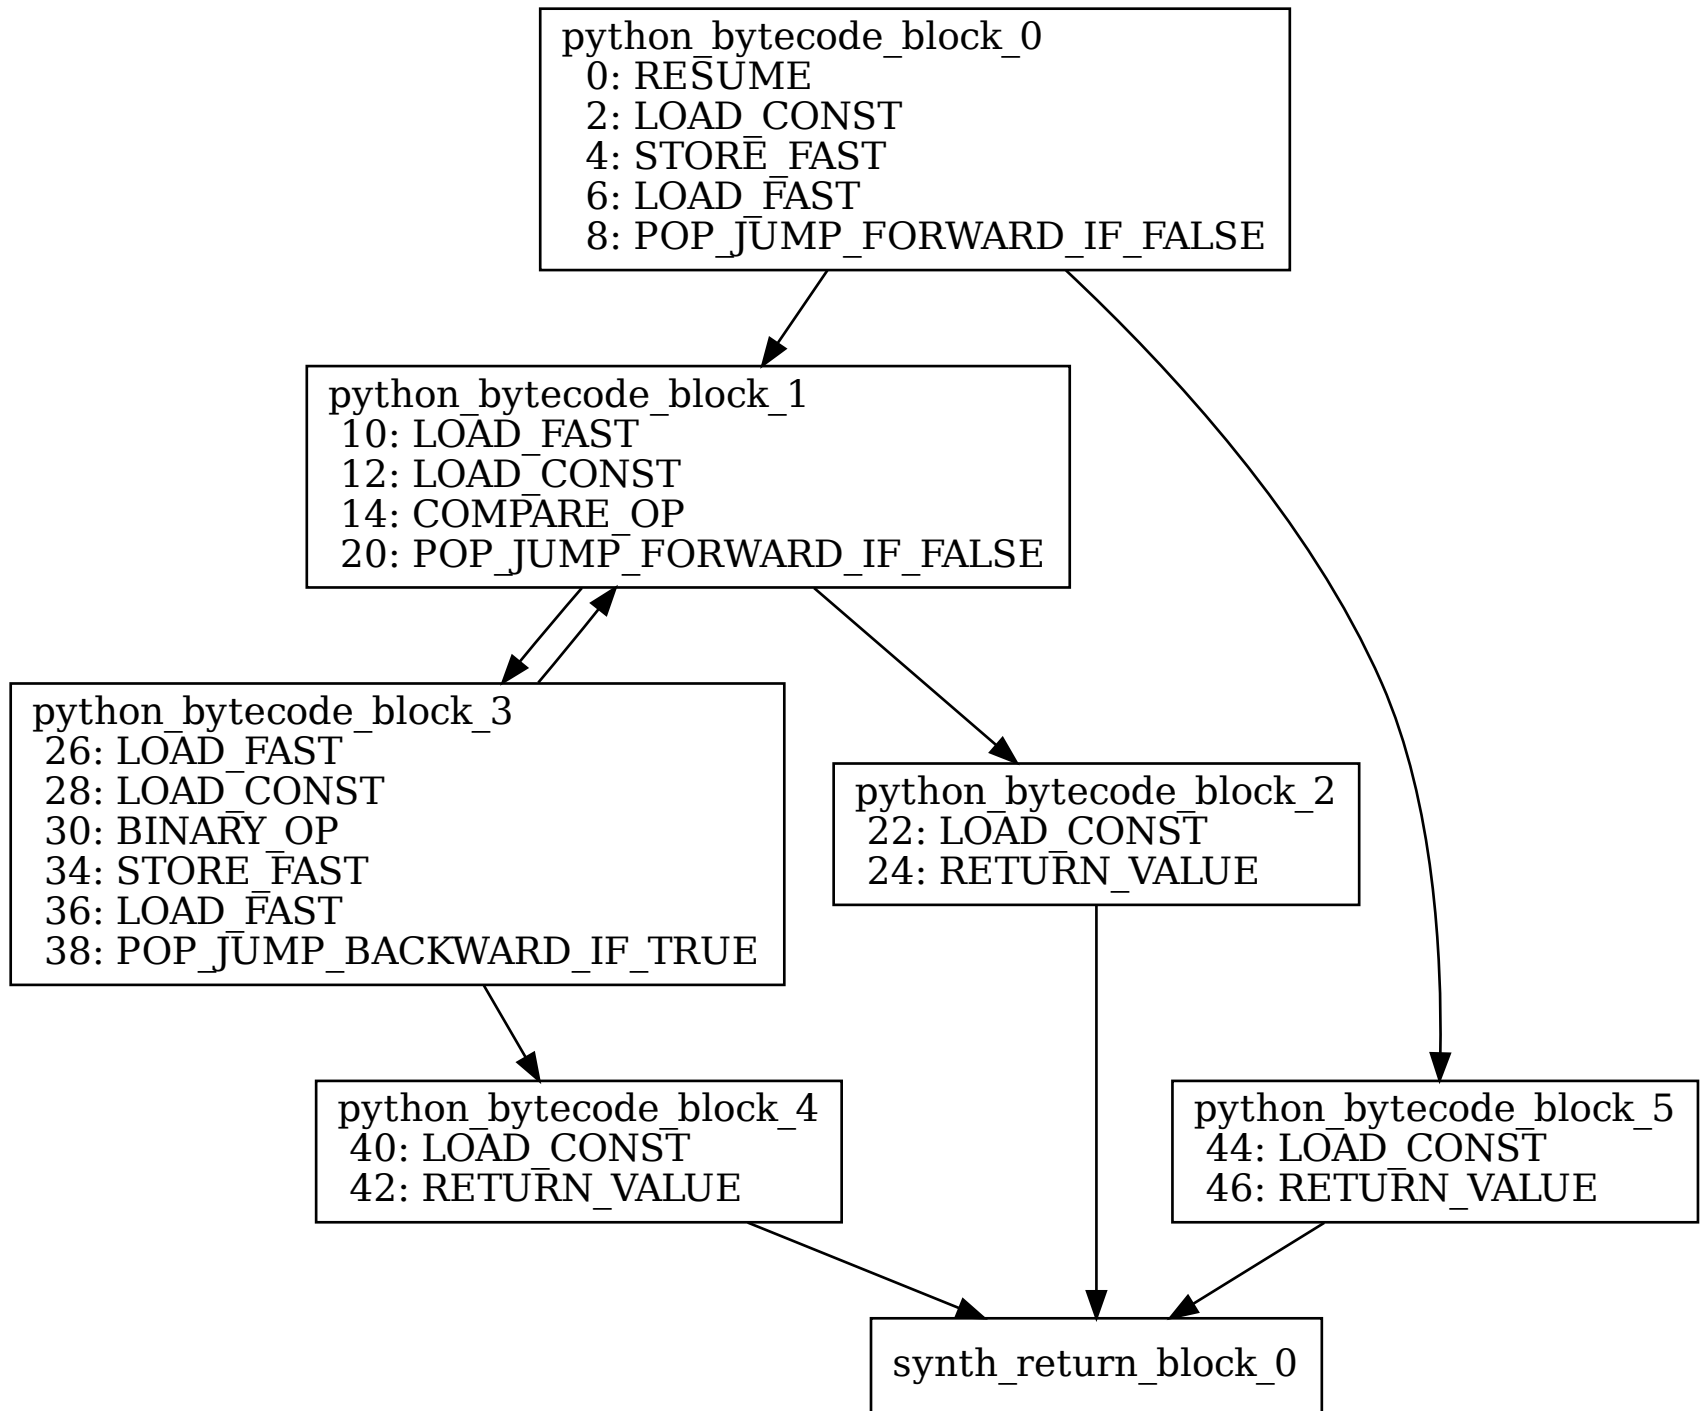 python_bytecode_block_0
0: RESUME
2: LOAD_CONST
4: STORE_FAST
6: LOAD_FAST
8: POP_JUMP_FORWARD_IF_FALSE
python_bytecode_block_1
10: LOAD_FAST
12: LOAD_CONST
14: COMPARE_OP
20: POP_JUMP_FORWARD_IF_FALSE
python_bytecode_block_3
26: LOAD_FAST
28: LOAD_CONST
30: BINARY_OP
34: STORE_FAST
36: LOAD_FAST
38: POP_JUMP_BACKWARD_IF_TRUE
python_bytecode_block_2
22: LOAD_CONST
24: RETURN_VALUE
python_bytecode_block_4
40: LOAD_CONST
42: RETURN_VALUE
python_bytecode_block_5
44: LOAD_CONST
46: RETURN_VALUE
synth_return_block_0